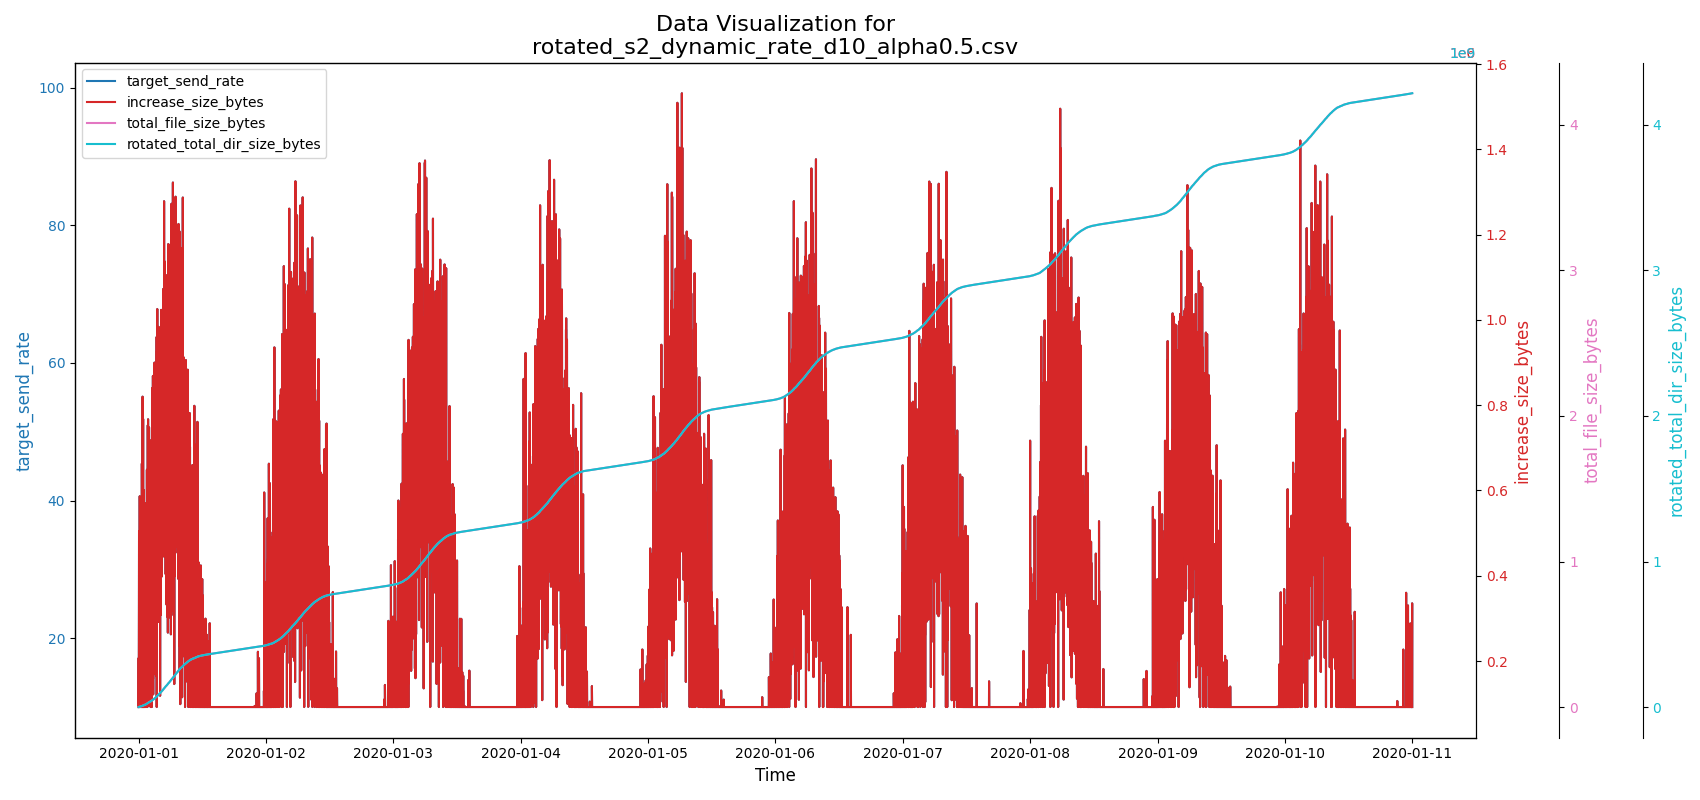 Data Visualization for
rotated_s2_dynamic_rate_d10_alpha0.5.csv
target_send_rate
increase_size_bytes
total_file_size_bytes
rotated_total_dir_size_bytes
100
80
60
40
20
target_send_rate
2020-01-01 2020-01-02 2020-01-03 2020-01-04 2020-01-05 2020-01-06 2020-01-07 2020-01-08 2020-01-09 2020-01-10 2020-01-11
Time
1.6
1.4
1.2
1.0
0.8
0.6
0.4
0.2
increase_size_bytes
4
3
2
1
0
total_file_size_bytes
4
3
2
1
0
rotated_total_dir_size_bytes